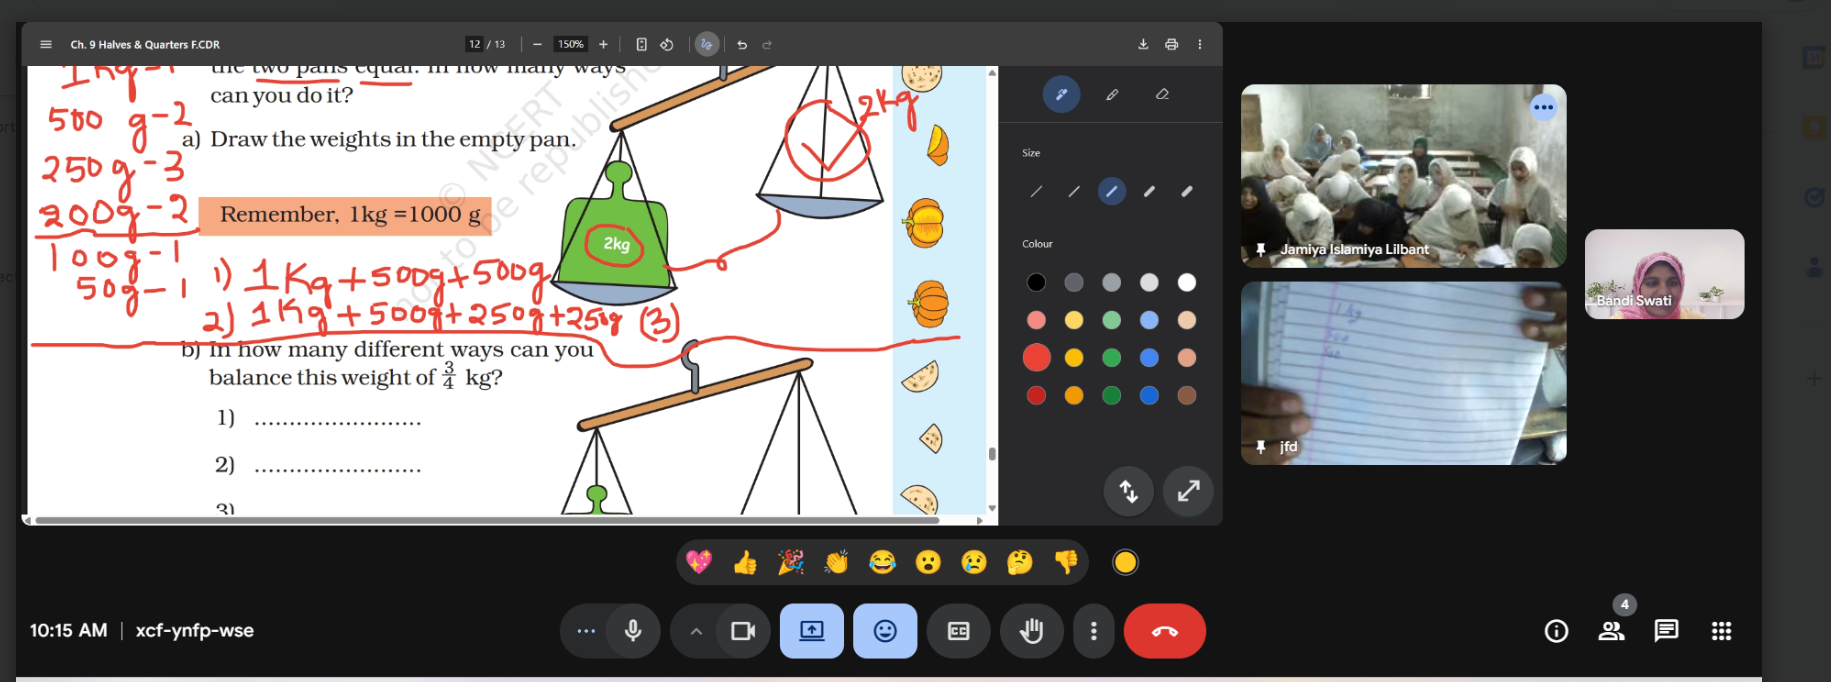 Ch. 9 Halves & Quarters F.CDR
12 / 13
150%
1Kg-1
500 g-2
250g-3
200g-2
100g-1
50g-1
the two pans equal. In how many ways
can you do it?
a) Draw the weights in the empty pan.
Remember, 1kg =1000 g
© NCERT
not to be republished
2kg
2kg
1) 1Kg+500g+500g
2) 1Kg+500g+250g+250g (3)
b) In how many different ways can you
balance this weight of 3/4 kg?
1) ........................
2) ........................
3)
Size
Colour
Jamiya Islamiya Lilbant
jfd
Bandi Swati
1kg
10:15 AM | xcf-ynfp-wse
CC
4